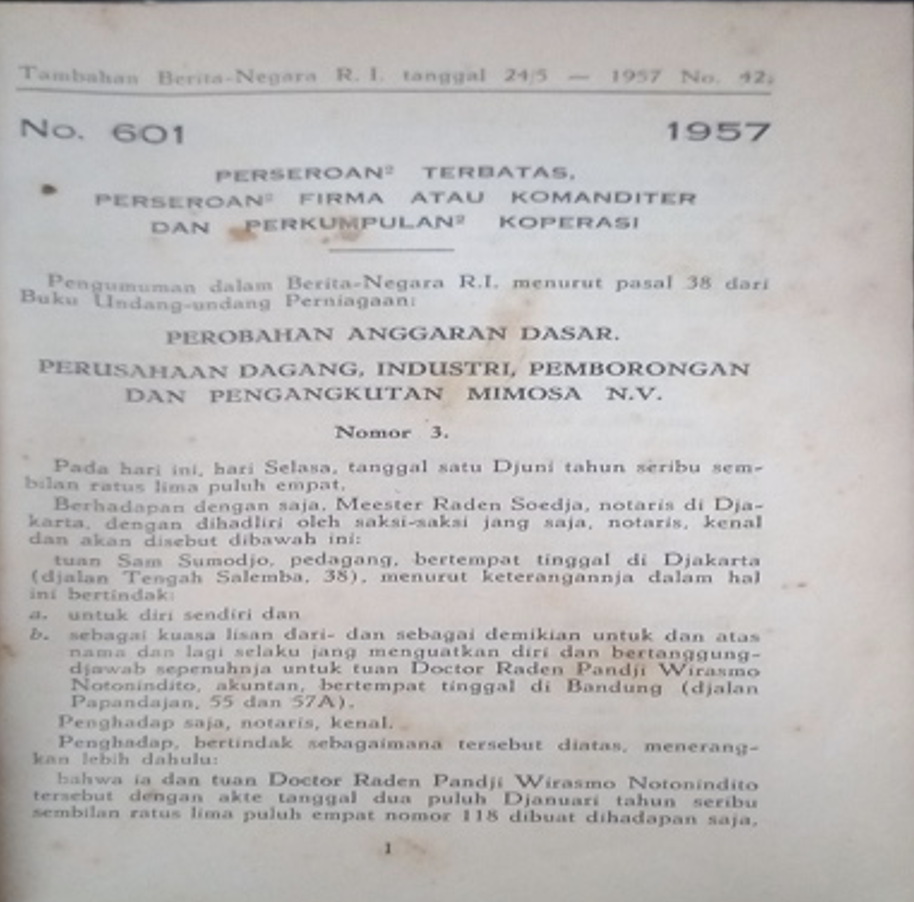 Tambahan Berita-Negara R. I. tanggal 24/5 — 1957 No. 42.
No. 601 1957
PERSEROAN² TERBATAS,
PERSEROAN² FIRMA ATAU KOMANDITER
DAN PERKUMPULAN² KOPERASI
Pengumuman dalam Berita-Negara R.I. menurut pasal 38 dari
Buku Undang-undang Perniagaan:
PEROBAHAN ANGGARAN DASAR.
PERUSAHAAN DAGANG, INDUSTRI, PEMBORONGAN
DAN PENGANGKUTAN MIMOSA N.V.
Nomor 3.
Pada hari ini, hari Selasa, tanggal satu Djuni tahun seribu sem-
bilan ratus lima puluh empat.
Berhadapan dengan saja, Meester Raden Soedja, notaris di Dja-
karta, dengan dihadliri oleh saksi-saksi jang saja, notaris, kenal
dan akan disebut dibawah ini:
tuan Sam Sumodjo, pedagang, bertempat tinggal di Djakarta
(djalan Tengah Salemba, 38), menurut keterangannja dalam hal
ini bertindak:
a. untuk diri sendiri dan
b. sebagai kuasa lisan dari- dan sebagai demikian untuk dan atas
nama dan lagi selaku jang menguatkan diri dan bertanggung-
djawab sepenuhnja untuk tuan Doctor Raden Pandji Wirasmo
Notonindito, akuntan, bertempat tinggal di Bandung (djalan
Papandajan, 55 dan 57A).
Penghadap saja, notaris, kenal.
Penghadap, bertindak sebagaimana tersebut diatas, menerang-
kan lebih dahulu:
bahwa ia dan tuan Doctor Raden Pandji Wirasmo Notonindito
tersebut dengan akte tanggal dua puluh Djanuari tahun seribu
sembilan ratus lima puluh empat nomor 118 dibuat dihadapan saja,
1